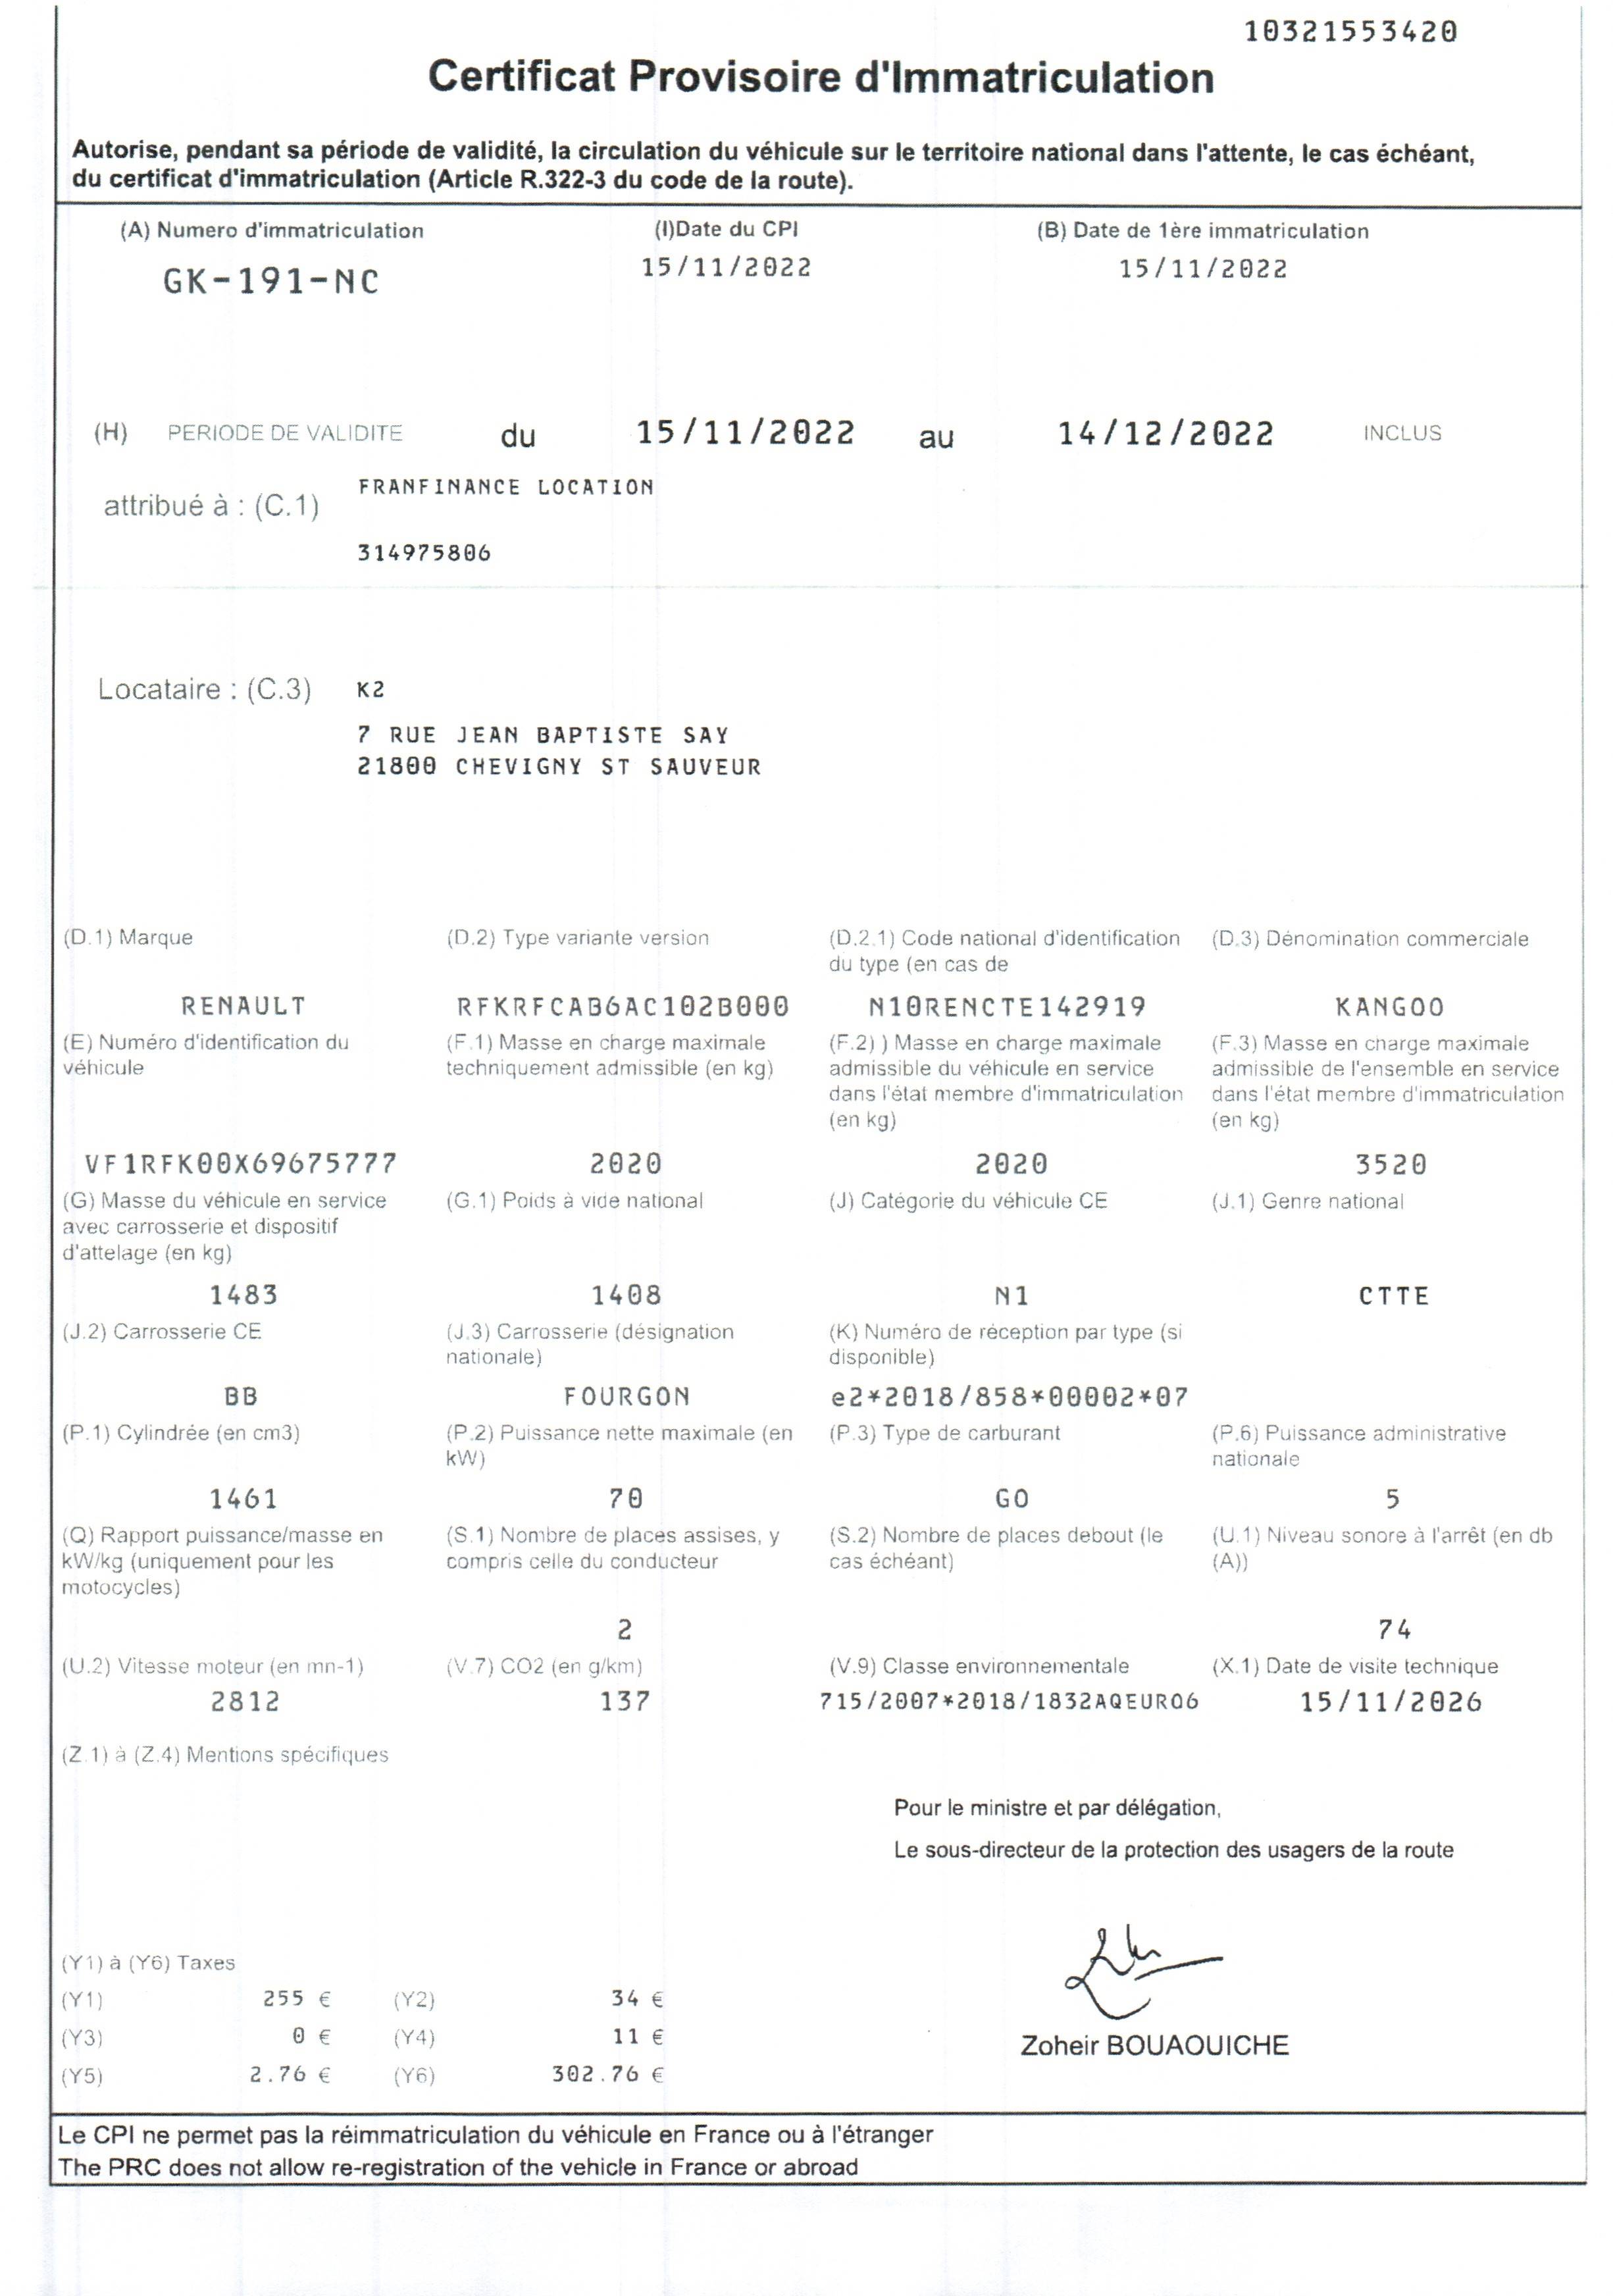 10321553420
Certificat Provisoire d'Immatriculation
Autorise, pendant sa période de validité, la circulation du véhicule sur le territoire national dans l'attente, le cas échéant,
du certificat d'immatriculation (Article R.322-3 du code de la route).
(A) Numero d'immatriculation (I)Date du CPI (B) Date de 1ère immatriculation
GK-191-NC 15/11/2022 15/11/2022
(H) PERIODE DE VALIDITE du 15/11/2022 au 14/12/2022 INCLUS
attribué à : (C.1) FRANFINANCE LOCATION
314975806
Locataire : (C.3) K2
7 RUE JEAN BAPTISTE SAY
21800 CHEVIGNY ST SAUVEUR
(D.1) Marque (D.2) Type variante version (D.2.1) Code national d'identification (D.3) Dénomination commerciale
du type (en cas de
RENAULT RFKRFCAB6AC102B000 N10RENCTE142919 KANGOO
(E) Numéro d'identification du (F.1) Masse en charge maximale (F.2) ) Masse en charge maximale (F.3) Masse en charge maximale
véhicule techniquement admissible (en kg) admissible du véhicule en service admissible de l'ensemble en service
dans l'état membre d'immatriculation dans l'état membre d'immatriculation
(en kg) (en kg)
VF1RFK00X69675777 2020 2020 3520
(G) Masse du véhicule en service (G.1) Poids à vide national (J) Catégorie du véhicule CE (J.1) Genre national
avec carrosserie et dispositif
d'attelage (en kg)
1483 1408 N1 CTTE
(J.2) Carrosserie CE (J.3) Carrosserie (désignation (K) Numéro de réception par type (si
nationale) disponible)
BB FOURGON e2*2018/858*00002*07
(P.1) Cylindrée (en cm3) (P.2) Puissance nette maximale (en (P.3) Type de carburant (P.6) Puissance administrative
kW) nationale
1461 70 GO 5
(Q) Rapport puissance/masse en (S.1) Nombre de places assises, y (S.2) Nombre de places debout (le (U.1) Niveau sonore à l'arrêt (en db
kW/kg (uniquement pour les compris celle du conducteur cas échéant) (A))
motocycles)
2 74
(U.2) Vitesse moteur (en mn-1) (V.7) CO2 (en g/km) (V.9) Classe environnementale (X.1) Date de visite technique
2812 137 715/2007*2018/1832AQEURO6 15/11/2026
(Z.1) à (Z.4) Mentions spécifiques
Pour le ministre et par délégation,
Le sous-directeur de la protection des usagers de la route
(Y1) à (Y6) Taxes
(Y1) 255 € (Y2) 34 €
(Y3) 0 € (Y4) 11 €
Zoheir BOUAOUICHE
(Y5) 2.76 € (Y6) 302.76 €
Le CPI ne permet pas la réimmatriculation du véhicule en France ou à l'étranger
The PRC does not allow re-registration of the vehicle in France or abroad